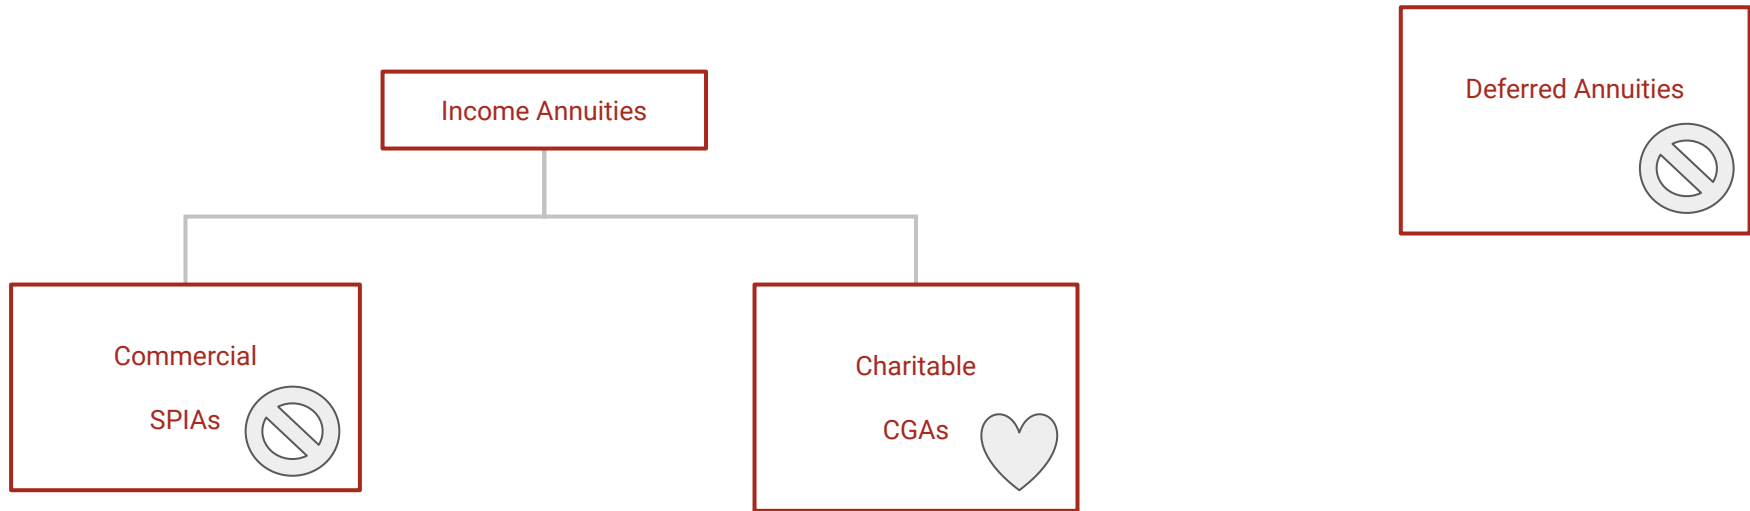 Income Annuities
Deferred Annuities
Commercial
SPIAs
Charitable
CGAs